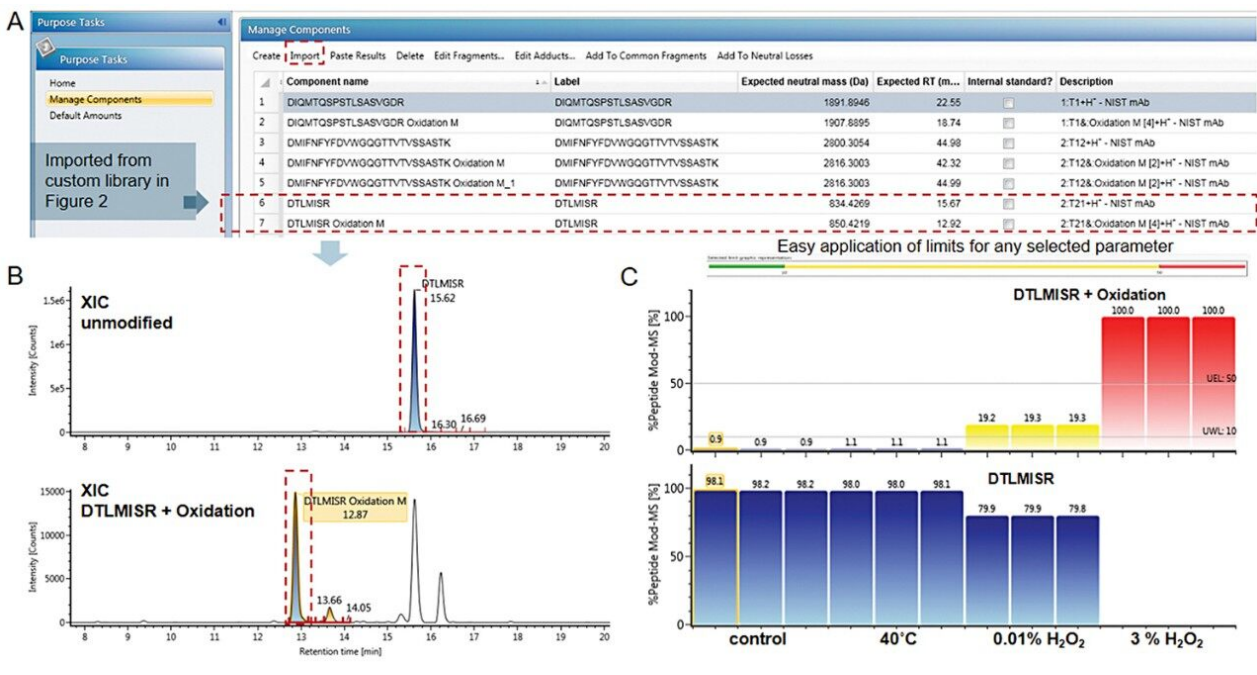 A
Purpose Tasks
Purpose Tasks
Home
Manage Components
Default Amounts
Imported from
custom library in
Figure 2
Manage Components
Create Import Paste Results Delete Edit Fragments... Edit Adducts... Add To Common Fragments Add To Neutral Losses
Component name Label Expected neutral mass (Da) Expected RT (m... Internal standard? Description
1 DIQMTQSPSTLSASVGDR DIQMTQSPSTLSASVGDR 1891.8946 22.55 1:T1+H⁺ - NIST mAb
2 DIQMTQSPSTLSASVGDR Oxidation M DIQMTQSPSTLSASVGDR 1907.8895 18.74 1:T1&:Oxidation M [4]+H⁺ - NIST mAb
3 DMIFNFYFDVWGQGTTVTVSSASTK DMIFNFYFDVWGQGTTVTVSSASTK 2800.3054 44.98 2:T12+H⁺ - NIST mAb
4 DMIFNFYFDVWGQGTTVTVSSASTK Oxidation M DMIFNFYFDVWGQGTTVTVSSASTK 2816.3003 42.32 2:T12&:Oxidation M [2]+H⁺ - NIST mAb
5 DMIFNFYFDVWGQGTTVTVSSASTK Oxidation M_1 DMIFNFYFDVWGQGTTVTVSSASTK 2816.3003 44.99 2:T12&:Oxidation M [2]+H⁺ - NIST mAb
6 DTLMISR DTLMISR 834.4269 15.67 2:T21+H⁺ - NIST mAb
7 DTLMISR Oxidation M DTLMISR 850.4219 12.92 2:T21&:Oxidation M [4]+H⁺ - NIST mAb
B
XIC
unmodified
DTLMISR
15.62
16.30 16.69
Intensity [Counts]
1.5e6
1e6
5e5
0
8 9 10 11 12 13 14 15 16 17 18 19 20
XIC
DTLMISR + Oxidation
DTLMISR Oxidation M
12.87
13.66 14.05
Intensity [Counts]
15000
10000
5000
0
8 9 10 11 12 13 14 15 16 17 18 19 20
Retention time [min]
Easy application of limits for any selected parameter
Selected limit graphic representation:
C
DTLMISR + Oxidation
%Peptide Mod-MS [%]
100
50
0
0.9 0.9 0.9 1.1 1.1 1.1 19.2 19.3 19.3 100.0 100.0 100.0
UEL: 50
UWL: 10
DTLMISR
%Peptide Mod-MS [%]
100
50
0
98.1 98.2 98.2 98.0 98.0 98.1 79.9 79.9 79.8
control 40°C 0.01% H₂O₂ 3 % H₂O₂